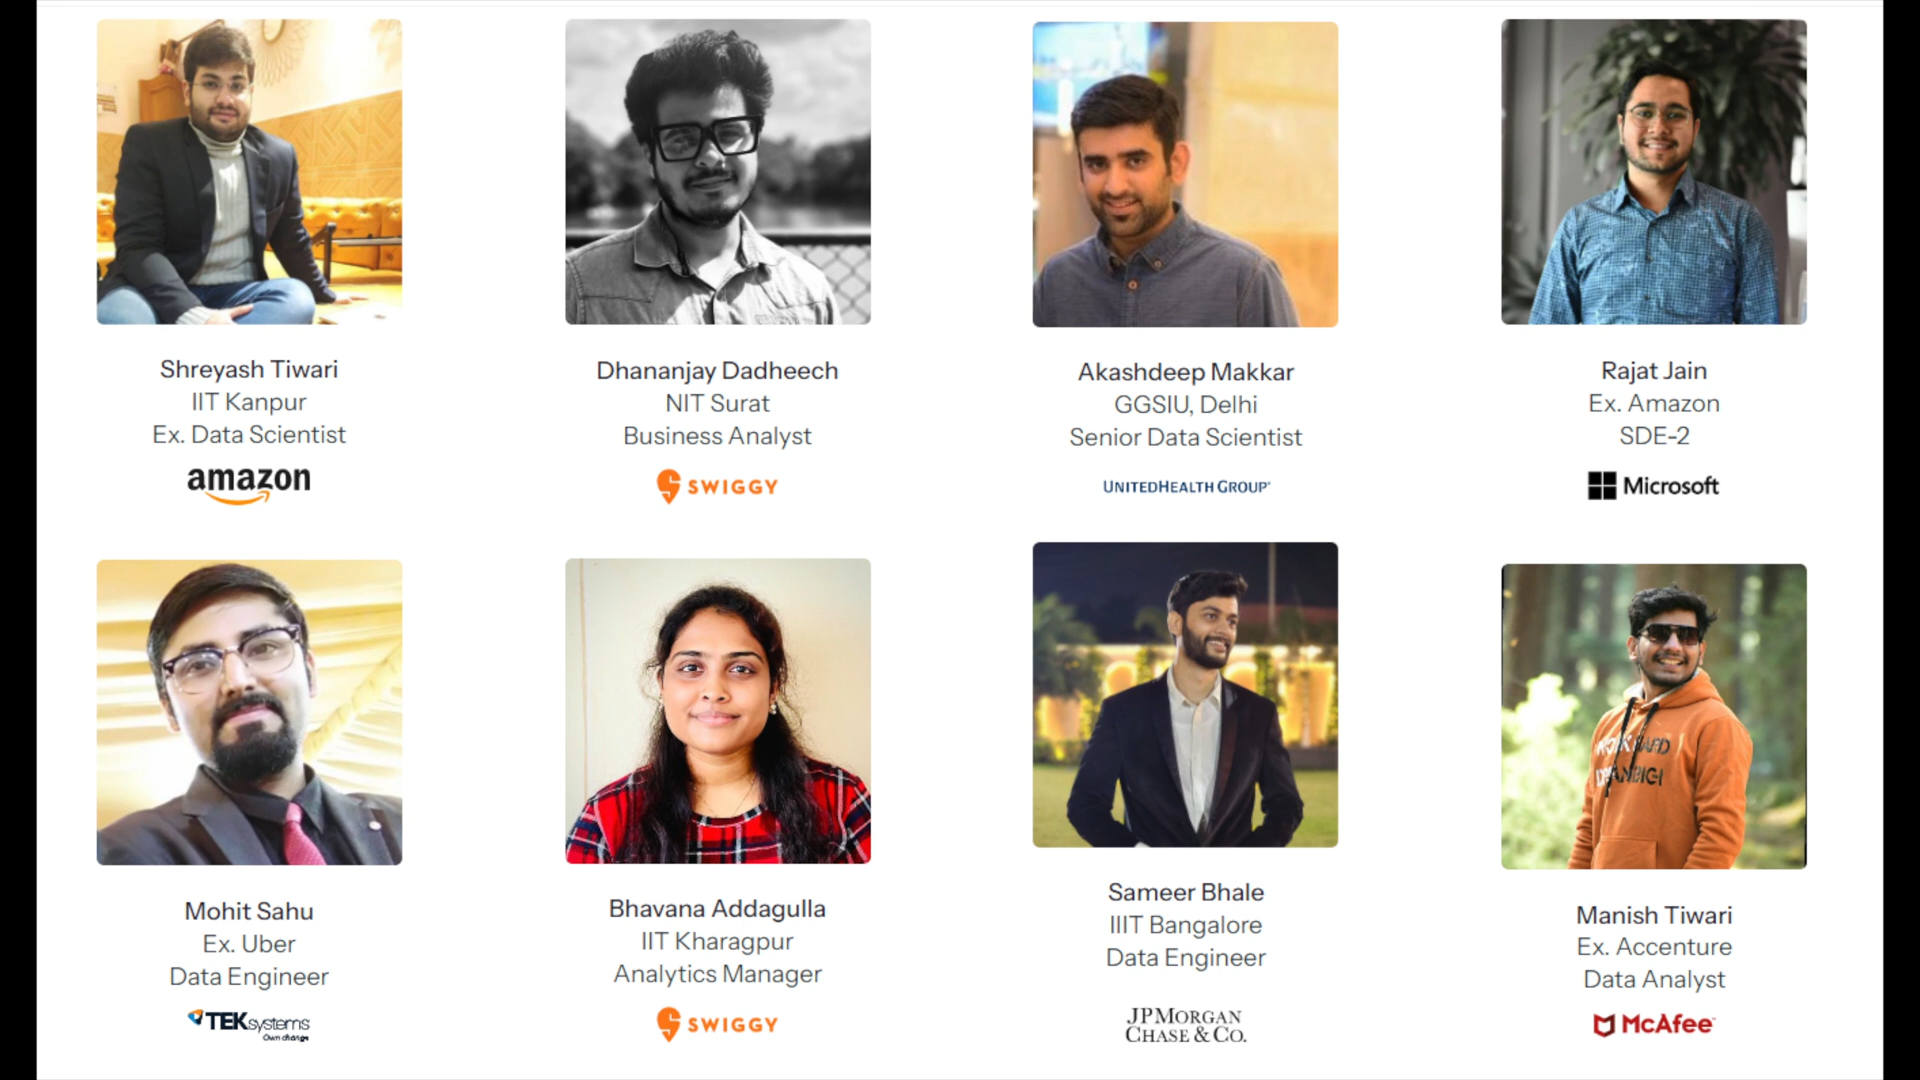 Shreyash Tiwari
IIT Kanpur
Ex. Data Scientist
amazon
Dhananjay Dadheech
NIT Surat
Business Analyst
SWIGGY
Akashdeep Makkar
GGSIU, Delhi
Senior Data Scientist
UNITEDHEALTH GROUP
Rajat Jain
Ex. Amazon
SDE-2
Microsoft
Mohit Sahu
Ex. Uber
Data Engineer
TEKsystems
Own change
Bhavana Addagulla
IIT Kharagpur
Analytics Manager
SWIGGY
Sameer Bhale
IIIT Bangalore
Data Engineer
JPMORGAN
CHASE & CO.
Manish Tiwari
Ex. Accenture
Data Analyst
McAfee